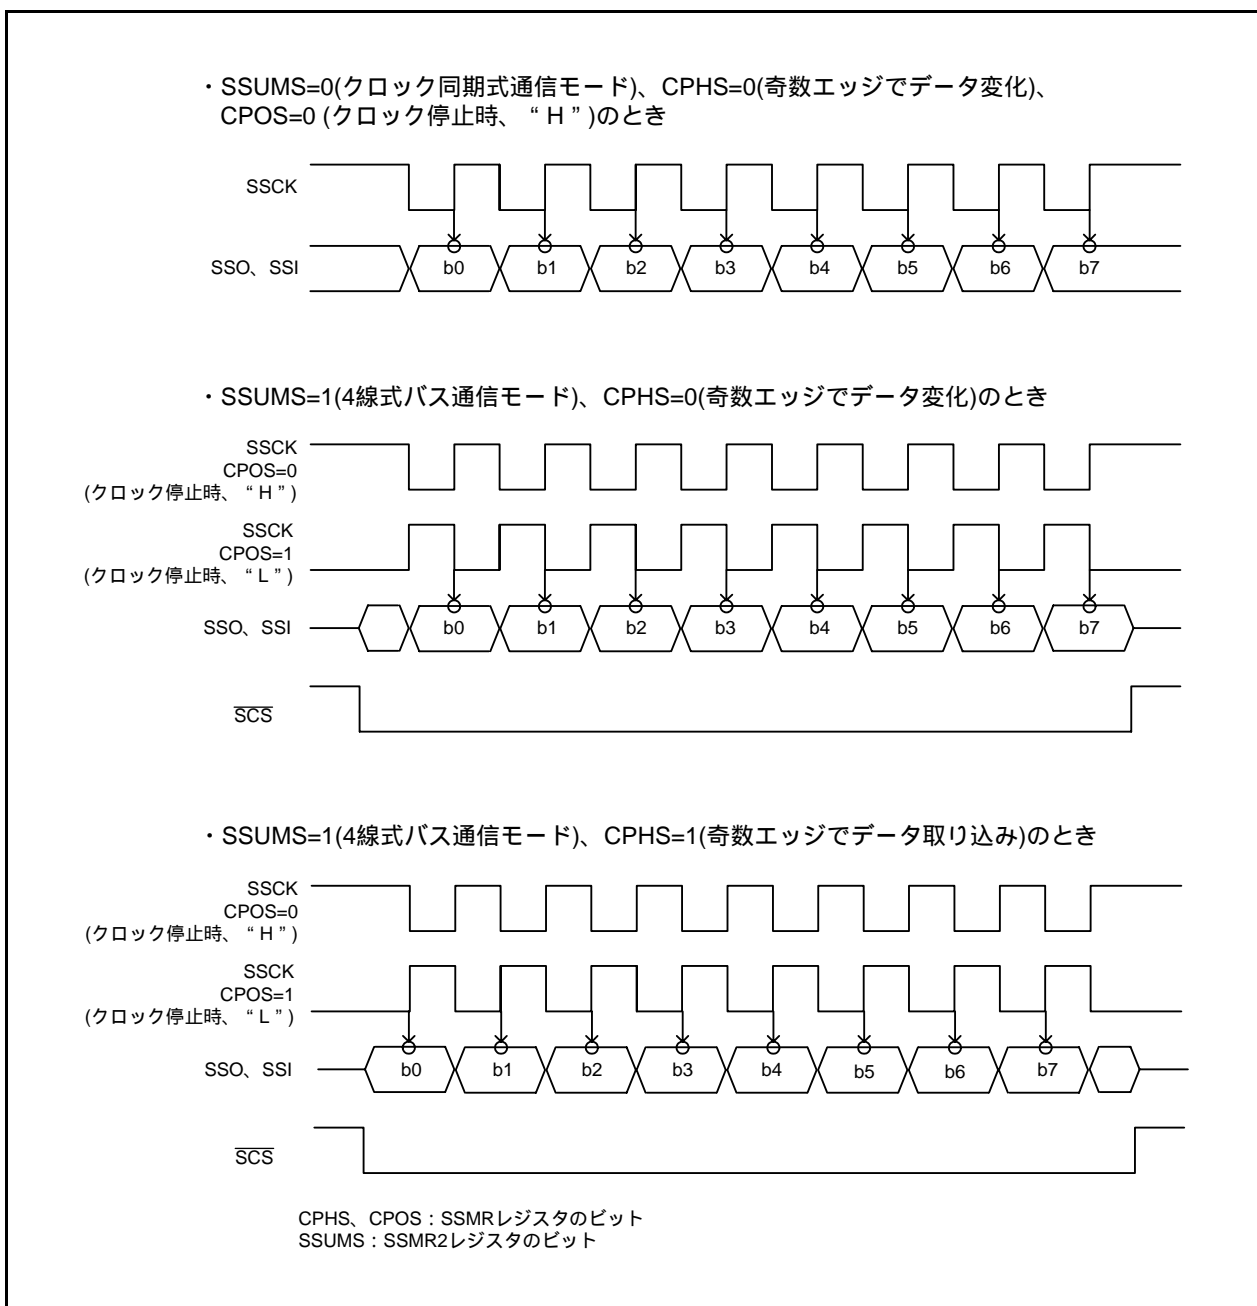 ・SSUMS=0(クロック同期式通信モード)、CPHS=0(奇数エッジでデータ変化)、
CPOS=0 (クロック停止時、“H”)のとき
SSCK
SSO、SSI
b0 b1 b2 b3 b4 b5 b6 b7
・SSUMS=1(4線式バス通信モード)、CPHS=0(奇数エッジでデータ変化)のとき
SSCK
CPOS=0
(クロック停止時、“H”)
SSCK
CPOS=1
(クロック停止時、“L”)
SSO、SSI
b0 b1 b2 b3 b4 b5 b6 b7
SCS
・SSUMS=1(4線式バス通信モード)、CPHS=1(奇数エッジでデータ取り込み)のとき
SSCK
CPOS=0
(クロック停止時、“H”)
SSCK
CPOS=1
(クロック停止時、“L”)
SSO、SSI
b0 b1 b2 b3 b4 b5 b6 b7
SCS
CPHS、CPOS：SSMRレジスタのビット
SSUMS：SSMR2レジスタのビット